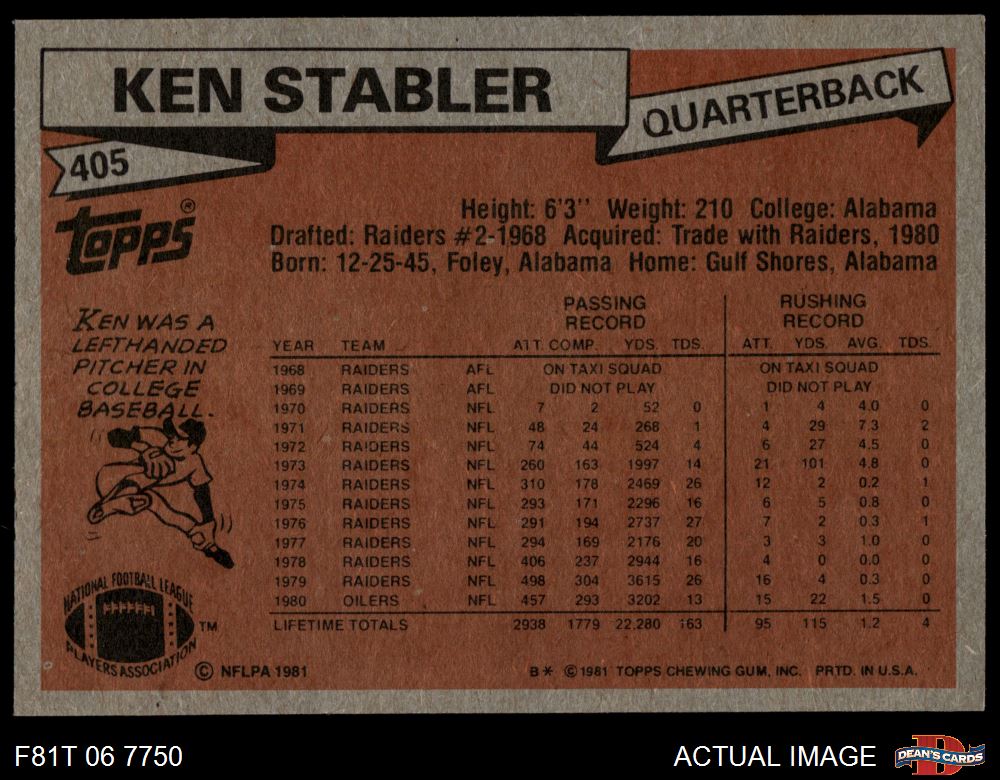 KEN STABLER
QUARTERBACK
405
TOPPS®
Height: 6'3'' Weight: 210 College: Alabama
Drafted: Raiders #2-1968 Acquired: Trade with Raiders, 1980
Born: 12-25-45, Foley, Alabama Home: Gulf Shores, Alabama
KEN WAS A
LEFTHANDED
PITCHER IN
COLLEGE
BASEBALL.
PASSING RECORD RUSHING RECORD
YEAR TEAM ATT. COMP. YDS. TDS. ATT. YDS. AVG. TDS.
1968 RAIDERS AFL ON TAXI SQUAD ON TAXI SQUAD
1969 RAIDERS AFL DID NOT PLAY DID NOT PLAY
1970 RAIDERS NFL 7 2 52 0 1 4 4.0 0
1971 RAIDERS NFL 48 24 268 1 4 29 7.3 2
1972 RAIDERS NFL 74 44 524 4 6 27 4.5 0
1973 RAIDERS NFL 260 163 1997 14 21 101 4.8 0
1974 RAIDERS NFL 310 178 2469 26 12 2 0.2 1
1975 RAIDERS NFL 293 171 2296 16 6 5 0.8 0
1976 RAIDERS NFL 291 194 2737 27 7 2 0.3 1
1977 RAIDERS NFL 294 169 2176 20 3 3 1.0 0
1978 RAIDERS NFL 406 237 2944 16 4 0 0.0 0
1979 RAIDERS NFL 498 304 3615 26 16 4 0.3 0
1980 OILERS NFL 457 293 3202 13 15 22 1.5 0
LIFETIME TOTALS 2938 1779 22,280 163 95 115 1.2 4
NATIONAL FOOTBALL LEAGUE
PLAYERS ASSOCIATION
TM
© NFLPA 1981
B* © 1981 TOPPS CHEWING GUM, INC. PRTD. IN U.S.A.
F81T 06 7750
ACTUAL IMAGE
D
DEAN'S CARDS